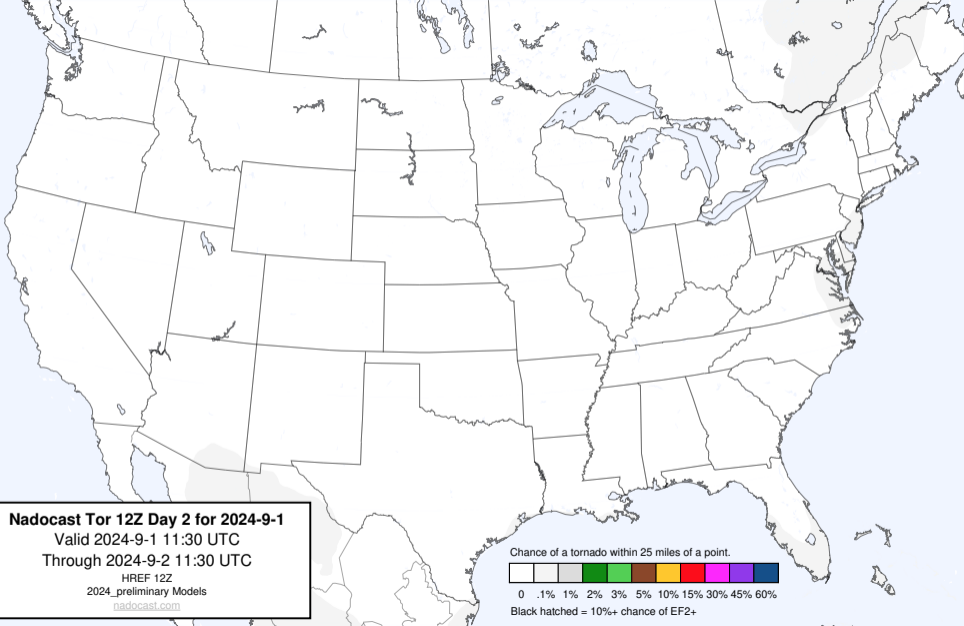 Nadocast Tor 12Z Day 2 for 2024-9-1
Valid 2024-9-1 11:30 UTC
Through 2024-9-2 11:30 UTC
HREF 12Z
2024_preliminary Models
nadocast.com
Chance of a tornado within 25 miles of a point.
0 .1% 1% 2% 3% 5% 10% 15% 30% 45% 60%
Black hatched = 10%+ chance of EF2+